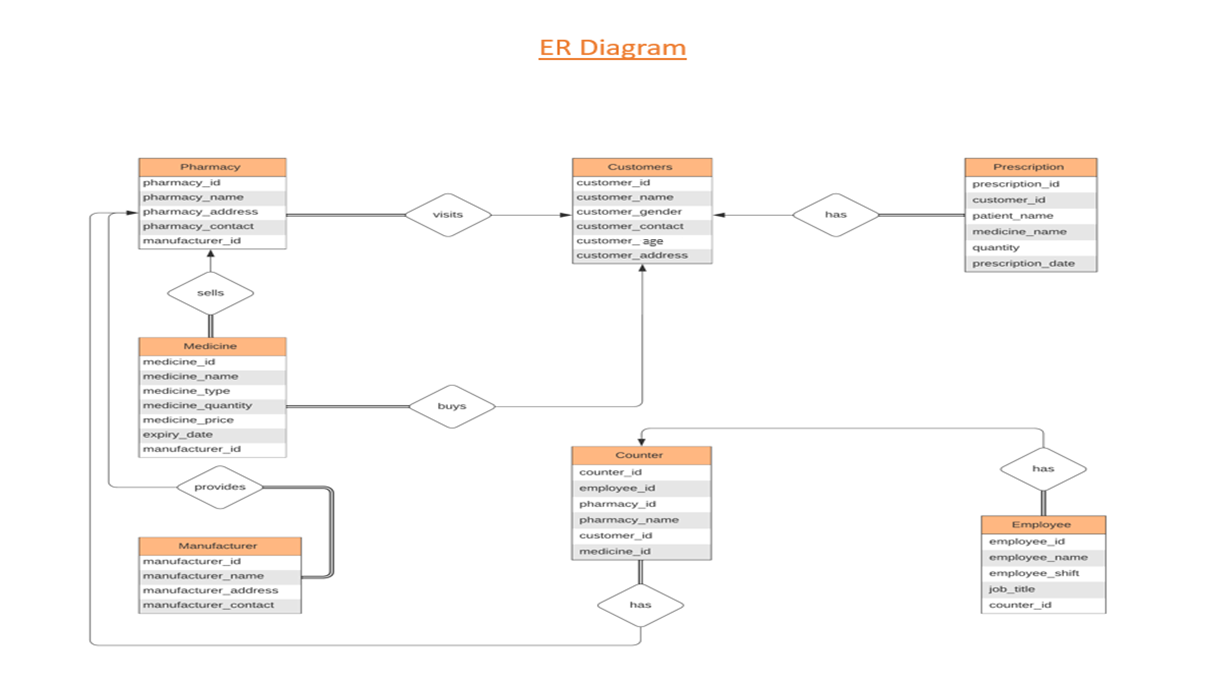 ER Diagram
Pharmacy
pharmacy_id
pharmacy_name
pharmacy_address
pharmacy_contact
manufacturer_id
visits
Customers
customer_id
customer_name
customer_gender
customer_contact
customer_ age
customer_address
has
Prescription
prescription_id
customer_id
patient_name
medicine_name
quantity
prescription_date
sells
Medicine
medicine_id
medicine_name
medicine_type
medicine_quantity
medicine_price
expiry_date
manufacturer_id
buys
provides
Manufacturer
manufacturer_id
manufacturer_name
manufacturer_address
manufacturer_contact
Counter
counter_id
employee_id
pharmacy_id
pharmacy_name
customer_id
medicine_id
has
has
Employee
employee_id
employee_name
employee_shift
job_title
counter_id